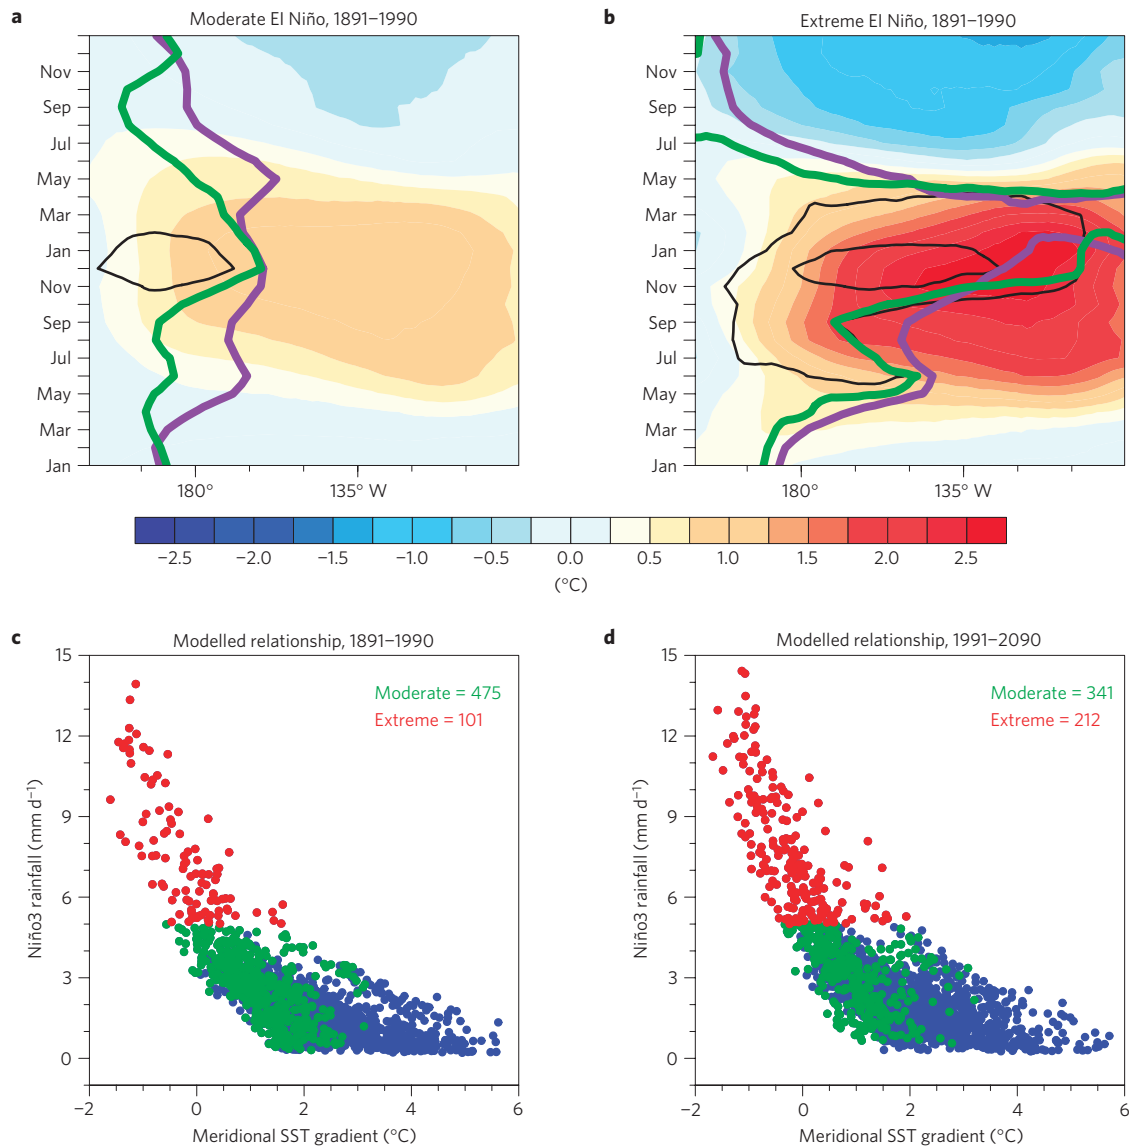 a
Moderate El Niño, 1891–1990
Nov
Sep
Jul
May
Mar
Jan
Nov
Sep
Jul
May
Mar
Jan
180°
135° W
b
Extreme El Niño, 1891–1990
Nov
Sep
Jul
May
Mar
Jan
Nov
Sep
Jul
May
Mar
Jan
180°
135° W
−2.5 −2.0 −1.5 −1.0 −0.5 0.0 0.5 1.0 1.5 2.0 2.5
(°C)
c
Modelled relationship, 1891–1990
Moderate = 475
Extreme = 101
Niño3 rainfall (mm d⁻¹)
15
12
9
6
3
0
−2 0 2 4 6
Meridional SST gradient (°C)
d
Modelled relationship, 1991–2090
Moderate = 341
Extreme = 212
Niño3 rainfall (mm d⁻¹)
15
12
9
6
3
0
−2 0 2 4 6
Meridional SST gradient (°C)